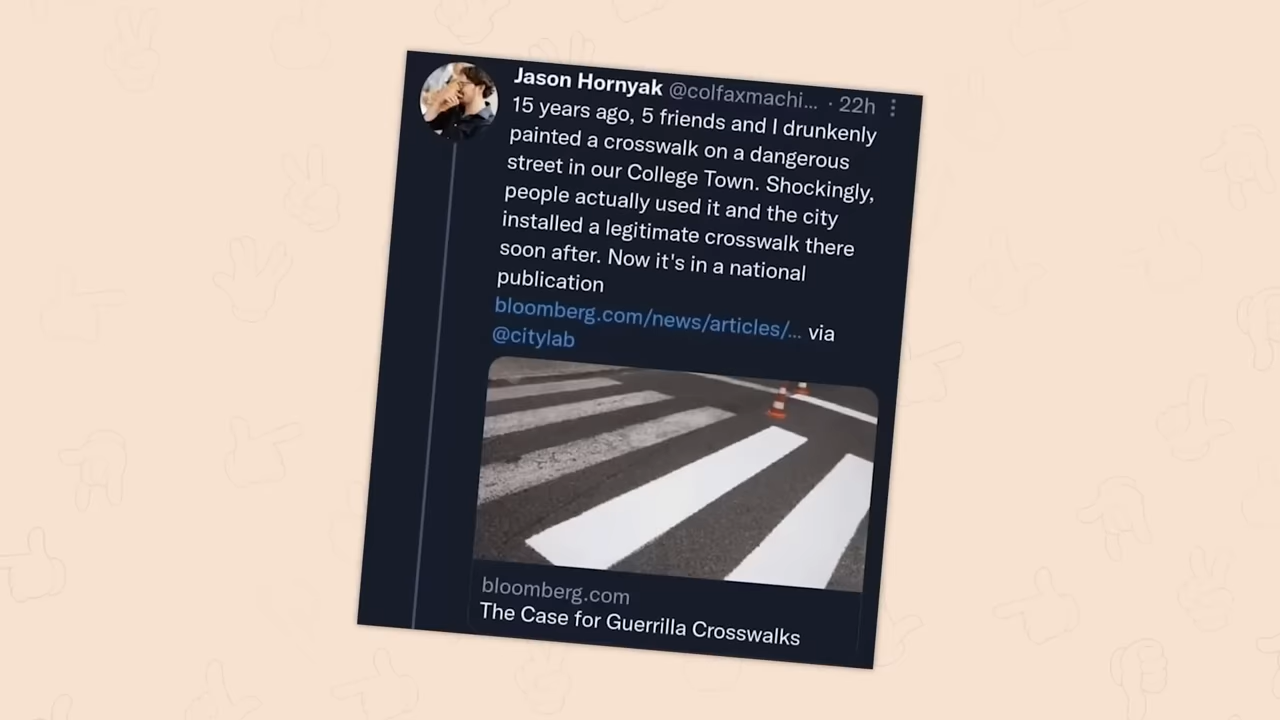 Jason Hornyak @colfaxmachi... · 22h
15 years ago, 5 friends and I drunkenly
painted a crosswalk on a dangerous
street in our College Town. Shockingly,
people actually used it and the city
installed a legitimate crosswalk there
soon after. Now it's in a national
publication
bloomberg.com/news/articles/... via
@citylab
bloomberg.com
The Case for Guerrilla Crosswalks